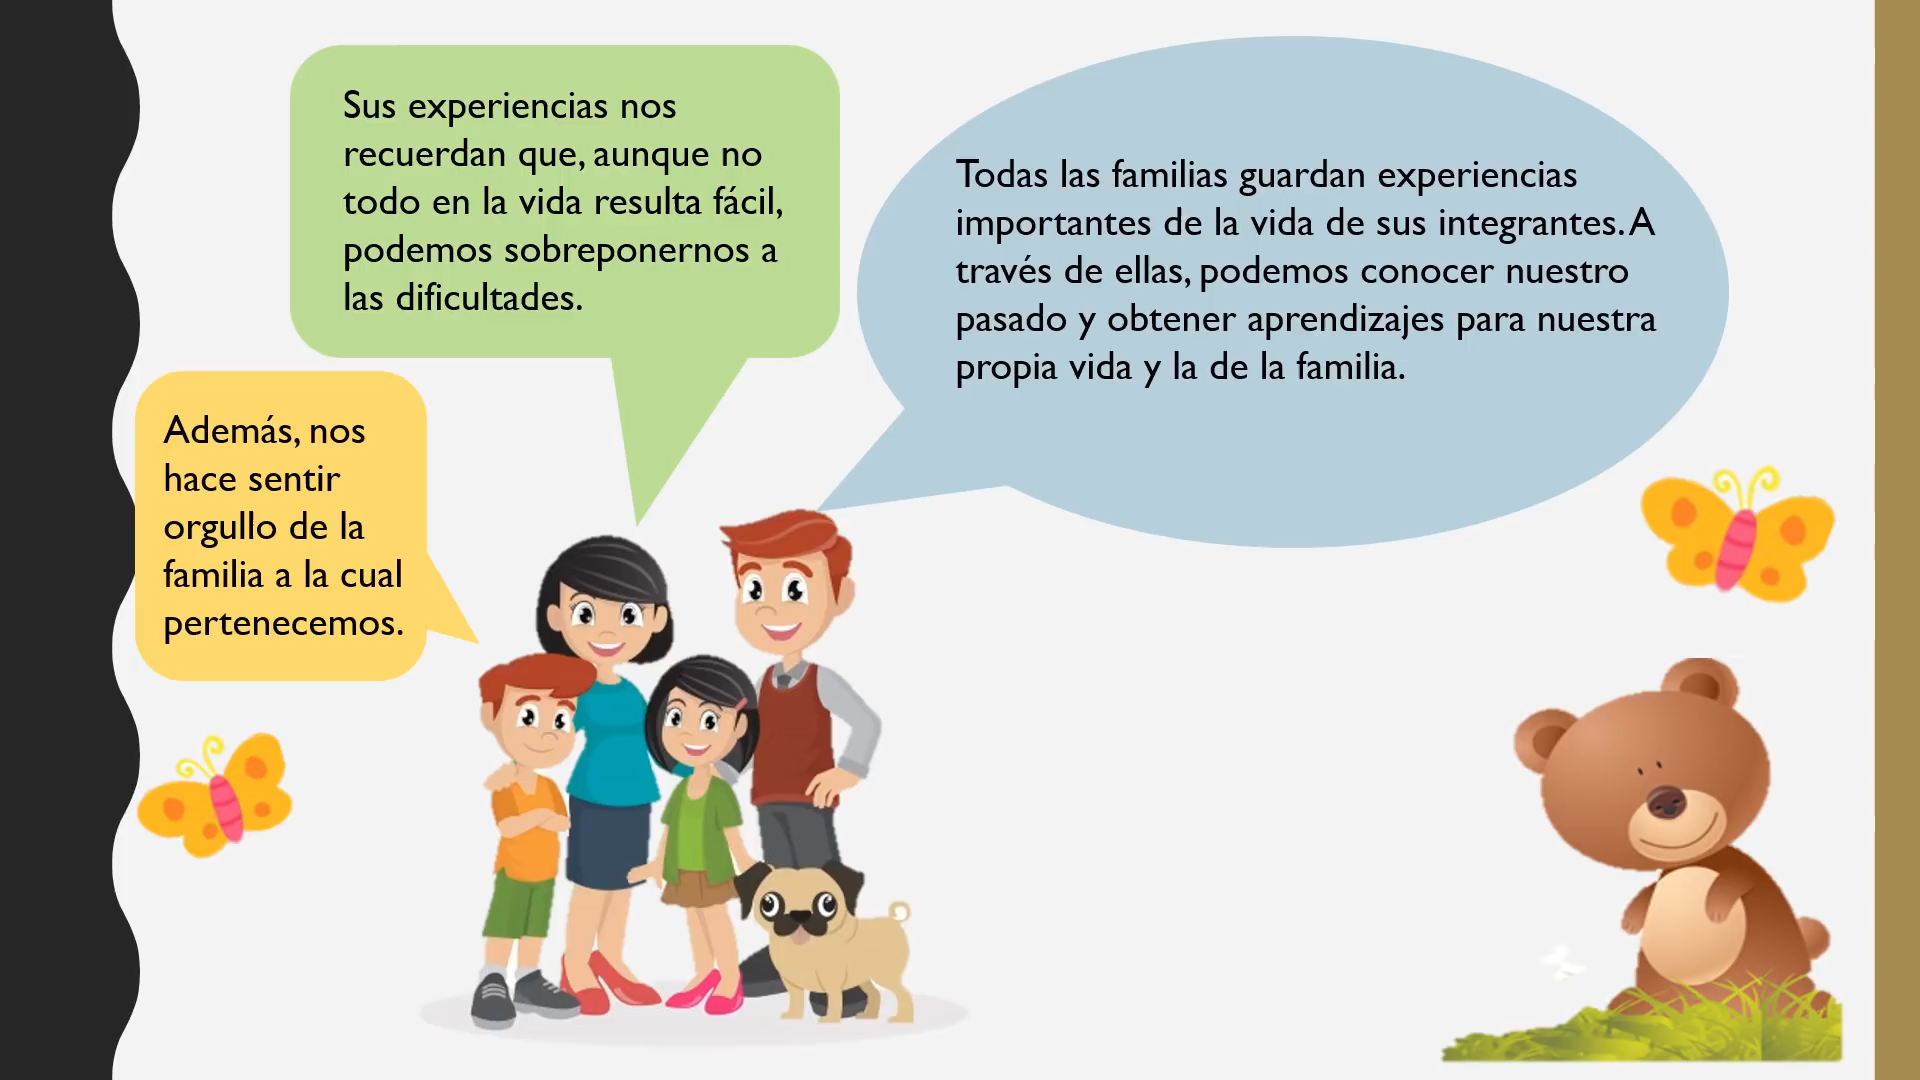 Sus experiencias nos
recuerdan que, aunque no
todo en la vida resulta fácil,
podemos sobreponernos a
las dificultades.
Todas las familias guardan experiencias
importantes de la vida de sus integrantes. A
través de ellas, podemos conocer nuestro
pasado y obtener aprendizajes para nuestra
propia vida y la de la familia.
Además, nos
hace sentir
orgullo de la
familia a la cual
pertenecemos.